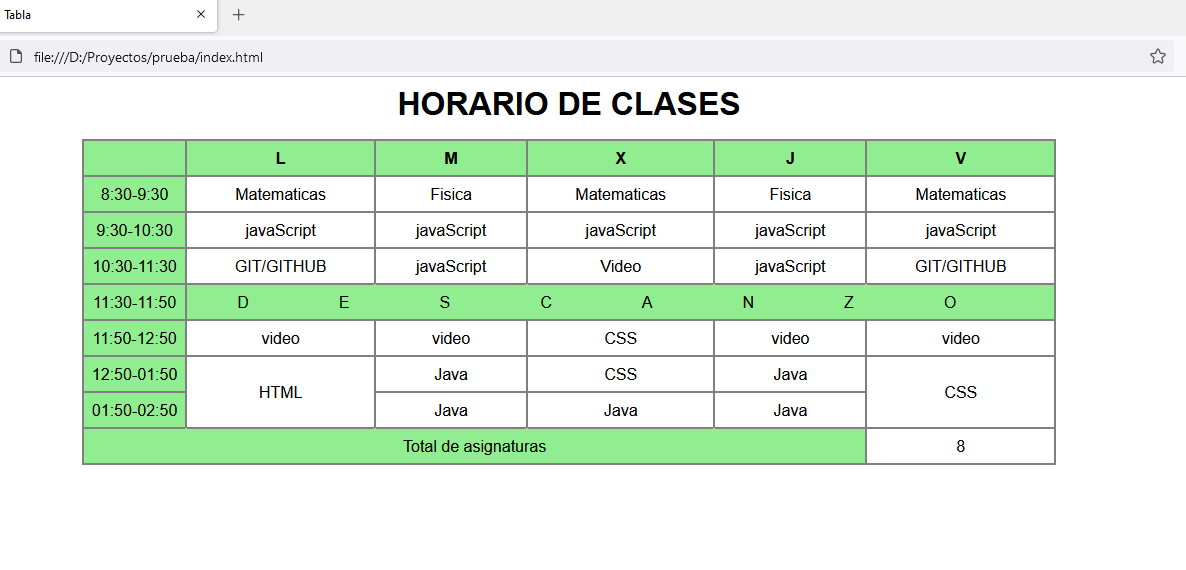 Tabla
file:///D:/Proyectos/prueba/index.html
HORARIO DE CLASES
L M X J V
8:30-9:30 Matematicas Fisica Matematicas Fisica Matematicas
9:30-10:30 javaScript javaScript javaScript javaScript javaScript
10:30-11:30 GIT/GITHUB javaScript Video javaScript GIT/GITHUB
11:30-11:50 D E S C A N Z O
11:50-12:50 video video CSS video video
12:50-01:50 HTML Java CSS Java CSS
01:50-02:50 Java Java Java
Total de asignaturas 8